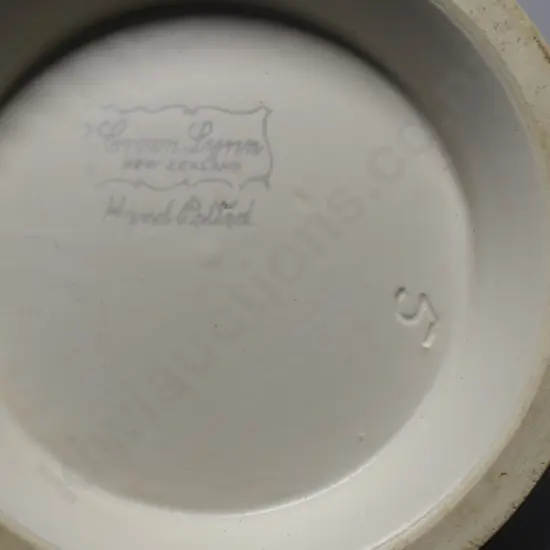 Crown Lynn
NEW ZEALAND
Hand Potted
5